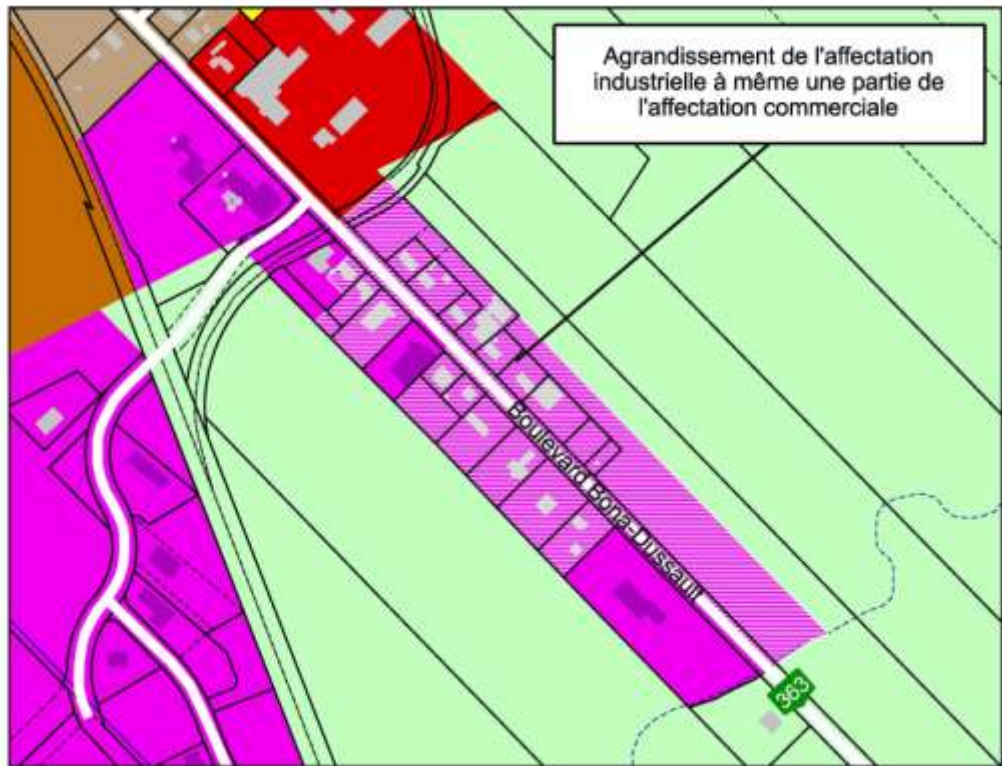 Agrandissement de l'affectation
industrielle à même une partie de
l'affectation commerciale
Boulevard Bona-Dussault
363